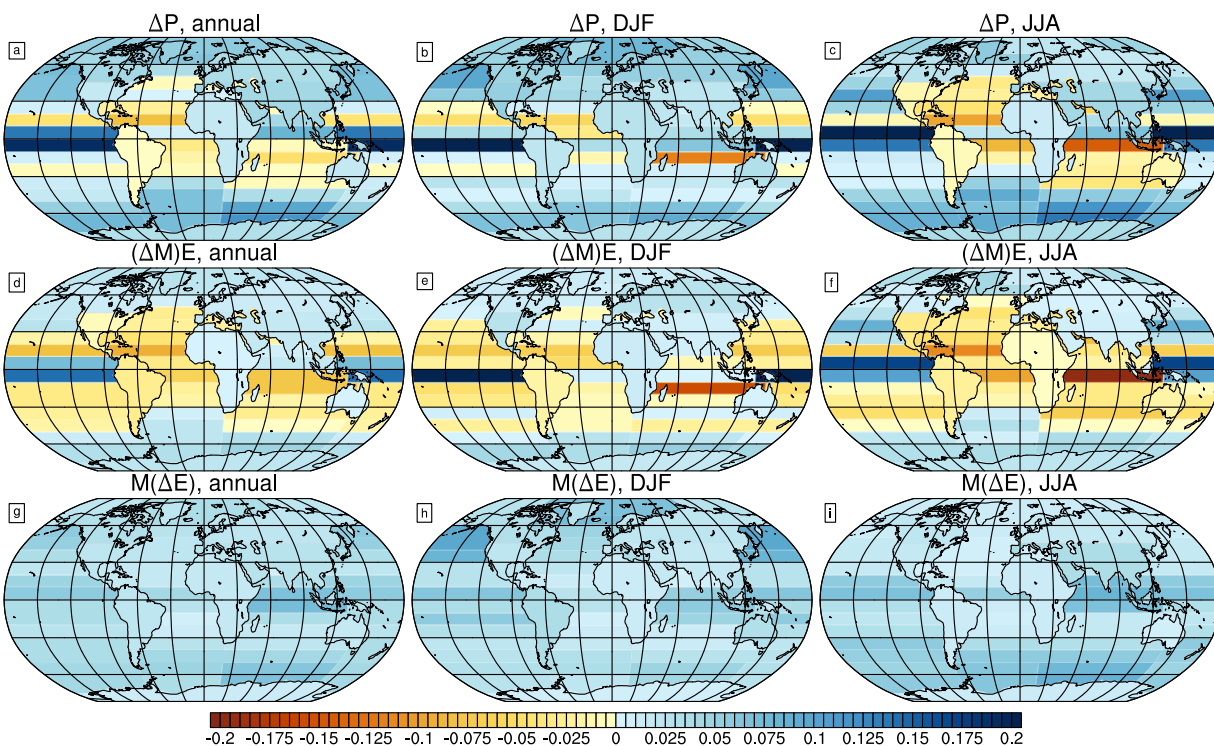 ΔP, annual
ΔP, DJF
ΔP, JJA
a
b
c
(ΔM)E, annual
(ΔM)E, DJF
(ΔM)E, JJA
d
e
f
M(ΔE), annual
M(ΔE), DJF
M(ΔE), JJA
g
h
i
-0.2 -0.175 -0.15 -0.125 -0.1 -0.075 -0.05 -0.025 0 0.025 0.05 0.075 0.1 0.125 0.15 0.175 0.2